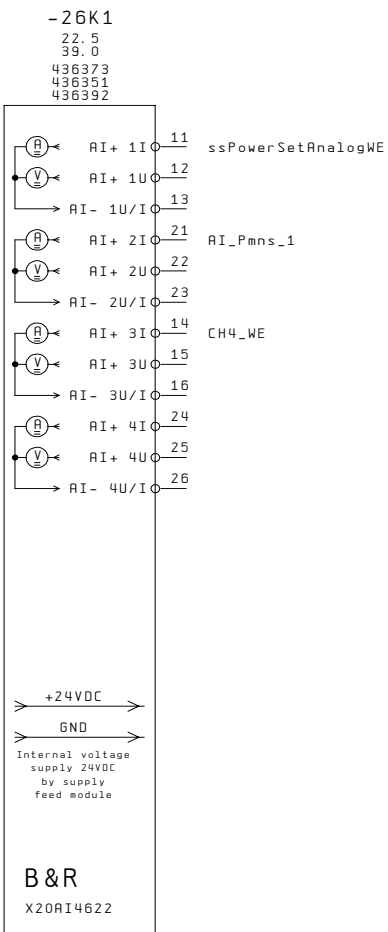 -26K1
22.5
39.0
436373
436351
436392
A AI+ 1I 11 ssPowerSetAnalogWE
V AI+ 1U 12
AI- 1U/I 13
A AI+ 2I 21 AI_Pmns_1
V AI+ 2U 22
AI- 2U/I 23
A AI+ 3I 14 CH4_WE
V AI+ 3U 15
AI- 3U/I 16
A AI+ 4I 24
V AI+ 4U 25
AI- 4U/I 26
+24VDC
GND
Internal voltage
supply 24VDC
by supply
feed module
B&R
X20AI4622